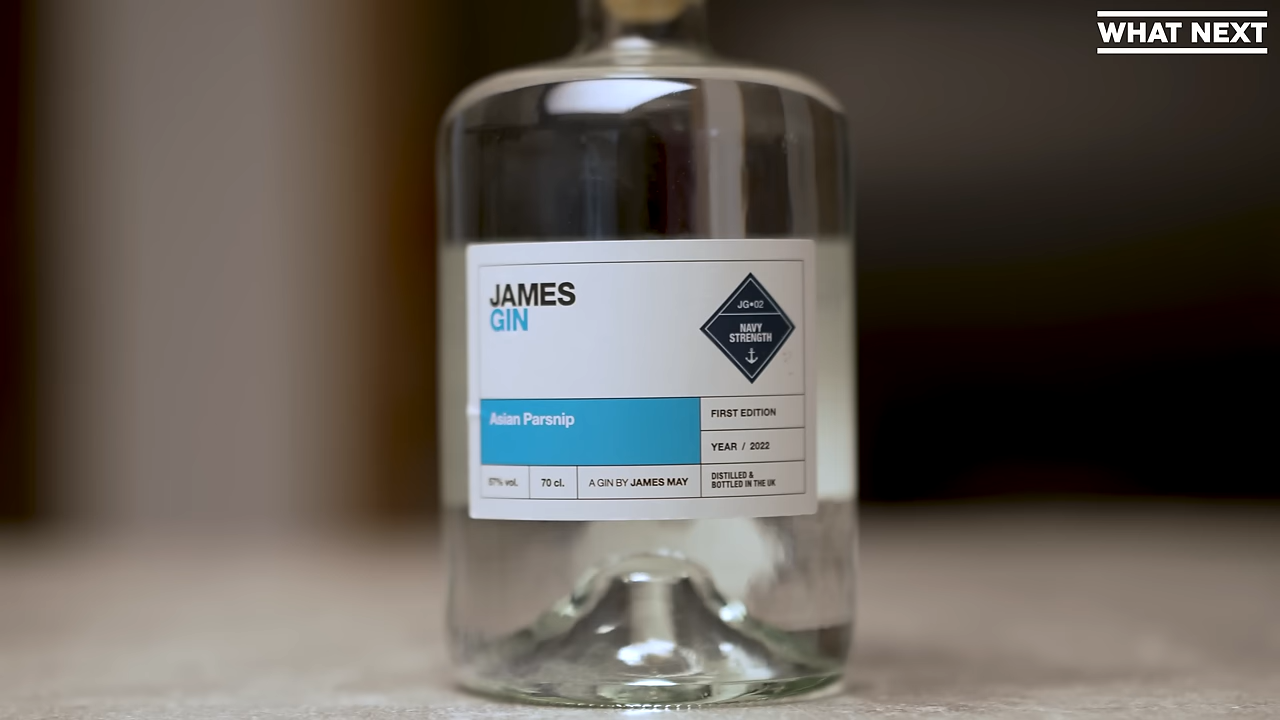 WHAT NEXT
JAMES
GIN
JG•02
NAVY
STRENGTH
Asian Parsnip
FIRST EDITION
YEAR / 2022
57% vol.
70 cl.
A GIN BY JAMES MAY
DISTILLED &
BOTTLED IN THE UK